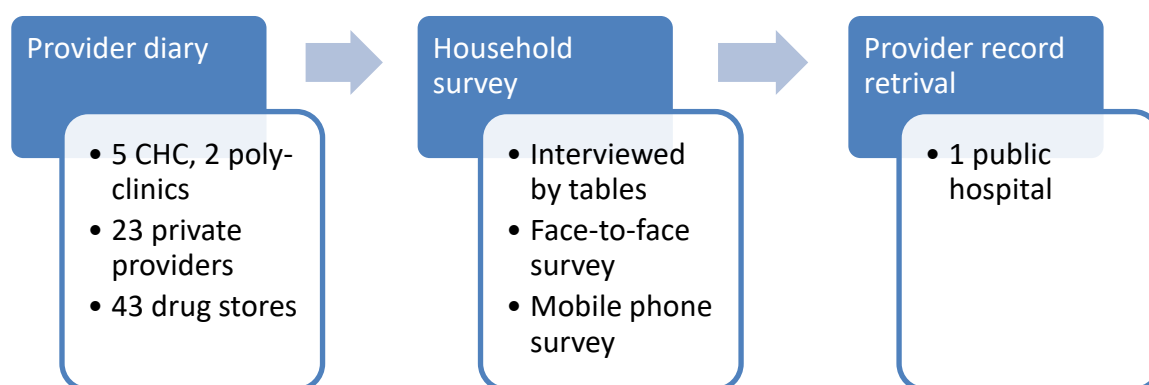 Provider diary
• 5 CHC, 2 poly-
clinics
• 23 private
providers
• 43 drug stores
Household
survey
• Interviewed
by tables
• Face-to-face
survey
• Mobile phone
survey
Provider record
retrival
• 1 public
hospital